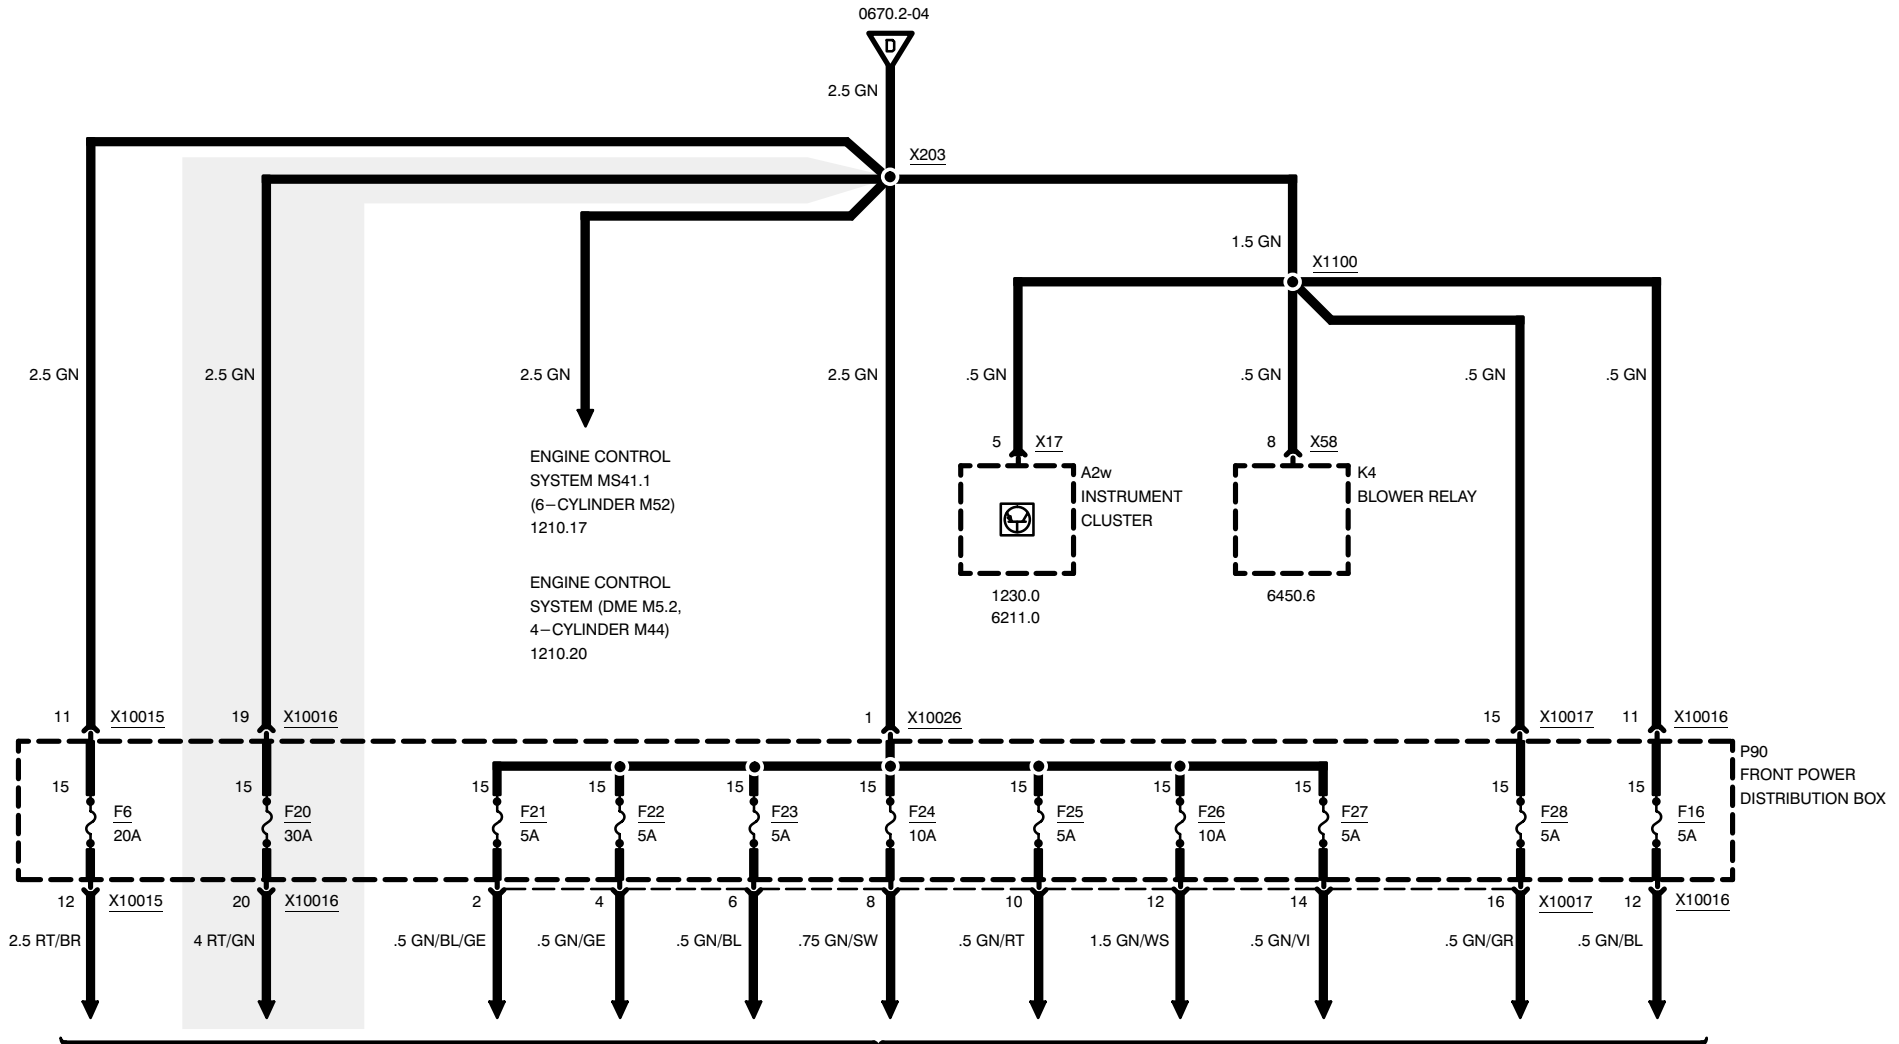 0670.2-04
D
2.5 GN
X203
1.5 GN
X1100
2.5 GN 2.5 GN 2.5 GN 2.5 GN .5 GN .5 GN .5 GN .5 GN
5 X17 8 X58
ENGINE CONTROL
SYSTEM MS41.1
(6−CYLINDER M52)
1210.17
ENGINE CONTROL
SYSTEM (DME M5.2,
4−CYLINDER M44)
1210.20
A2w
INSTRUMENT
CLUSTER
1230.0
6211.0
K4
BLOWER RELAY
6450.6
11 X10015 19 X10016 1 X10026 15 X10017 11 X10016
P90
FRONT POWER
DISTRIBUTION BOX
15 15 15 15 15 15 15 15 15 15 15
F6 F20 F21 F22 F23 F24 F25 F26 F27 F28 F16
20A 30A 5A 5A 5A 10A 5A 10A 5A 5A 5A
12 X10015 20 X10016 2 4 6 8 10 12 14 16 X10017 12 X10016
2.5 RT/BR 4 RT/GN .5 GN/BL/GE .5 GN/GE .5 GN/BL .75 GN/SW .5 GN/RT 1.5 GN/WS .5 GN/VI .5 GN/GR .5 GN/BL